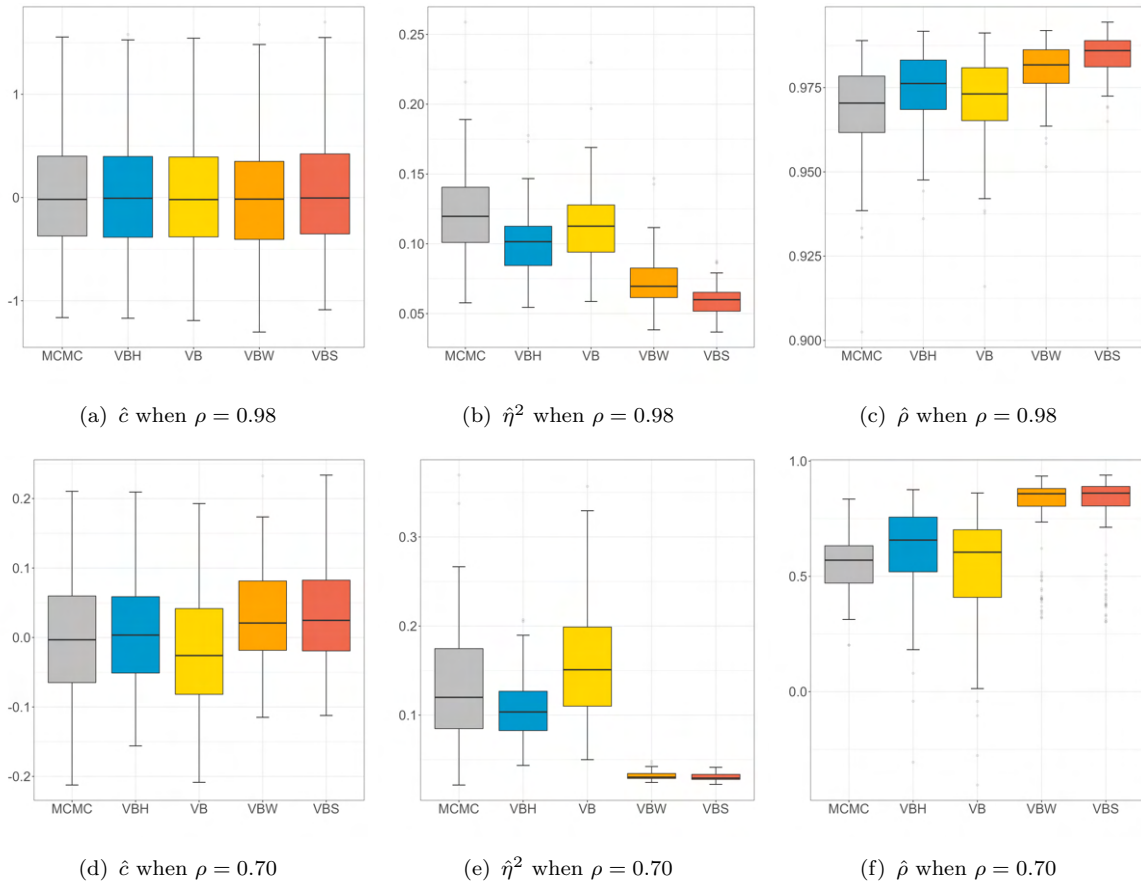 1
0
-1
MCMC VBH VB VBW VBS
0.25
0.20
0.15
0.10
0.05
MCMC VBH VB VBW VBS
0.975
0.950
0.925
0.900
MCMC VBH VB VBW VBS
(a) ĉ when ρ = 0.98
(b) η̂² when ρ = 0.98
(c) ρ̂ when ρ = 0.98
0.2
0.1
0.0
-0.1
-0.2
MCMC VBH VB VBW VBS
0.3
0.2
0.1
MCMC VBH VB VBW VBS
1.0
0.5
0.0
MCMC VBH VB VBW VBS
(d) ĉ when ρ = 0.70
(e) η̂² when ρ = 0.70
(f) ρ̂ when ρ = 0.70